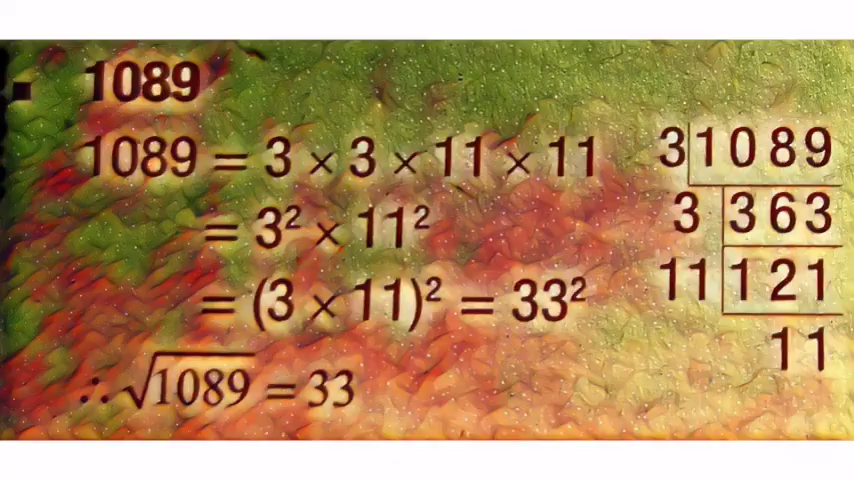 1089
1089 = 3 × 3 × 11 × 11
= 3² × 11²
= (3 × 11)² = 33²
∴ √1089 = 33
3 1089
3 363
11 121
11